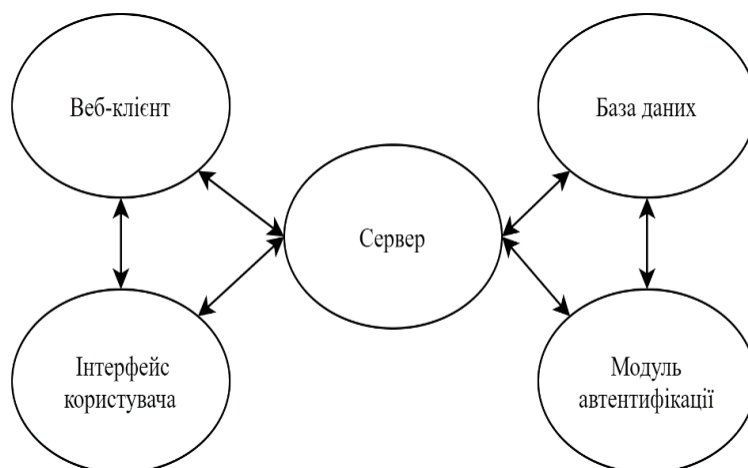 Веб-клієнт
База даних
Сервер
Інтерфейс
користувача
Модуль
автентифікації